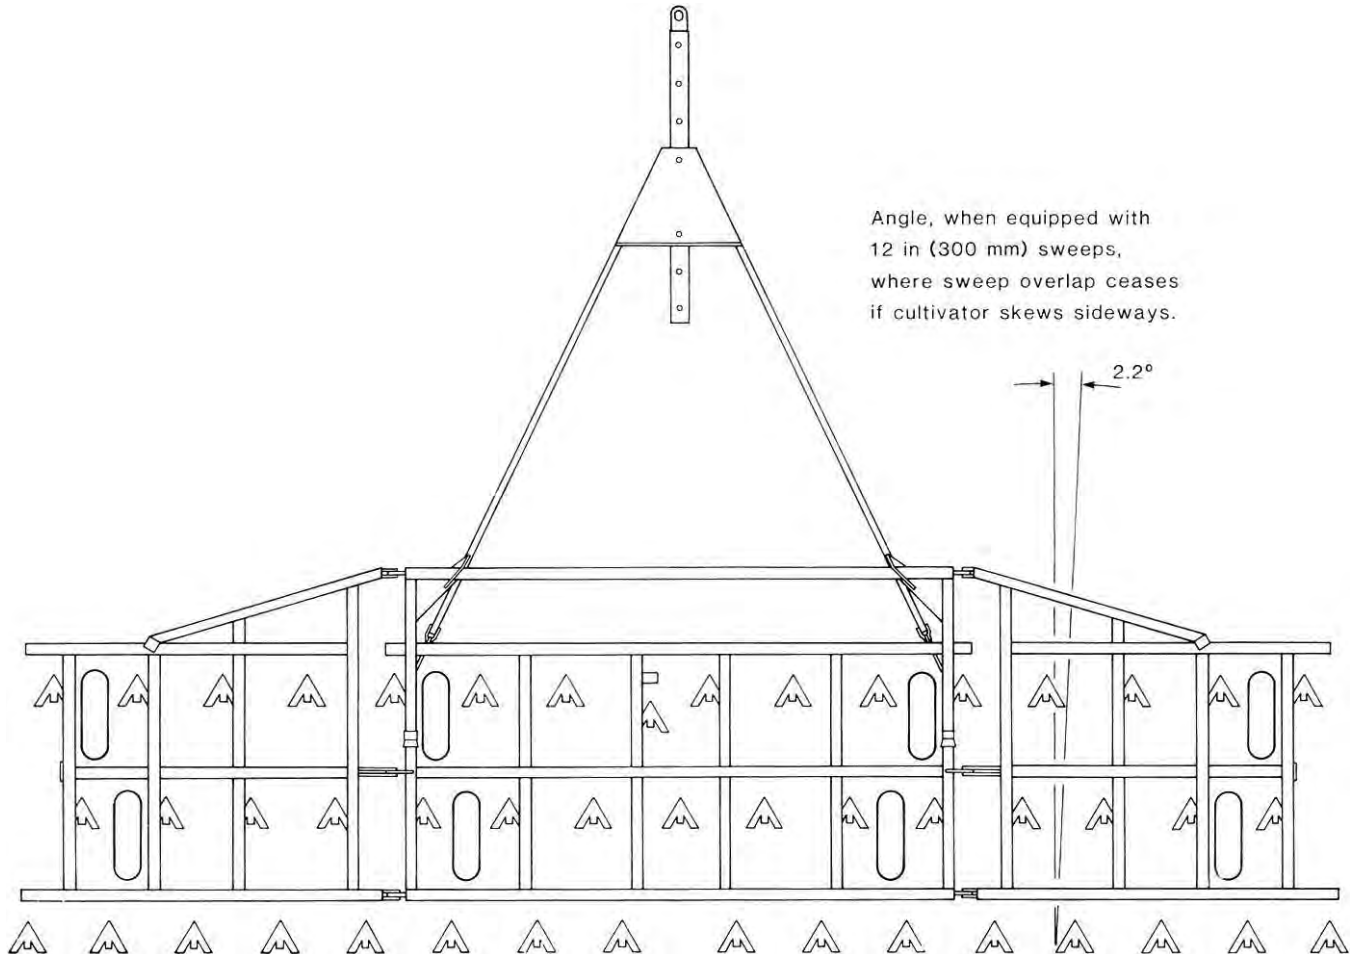 Angle, when equipped with
12 in (300 mm) sweeps,
where sweep overlap ceases
if cultivator skews sideways.
2.2°